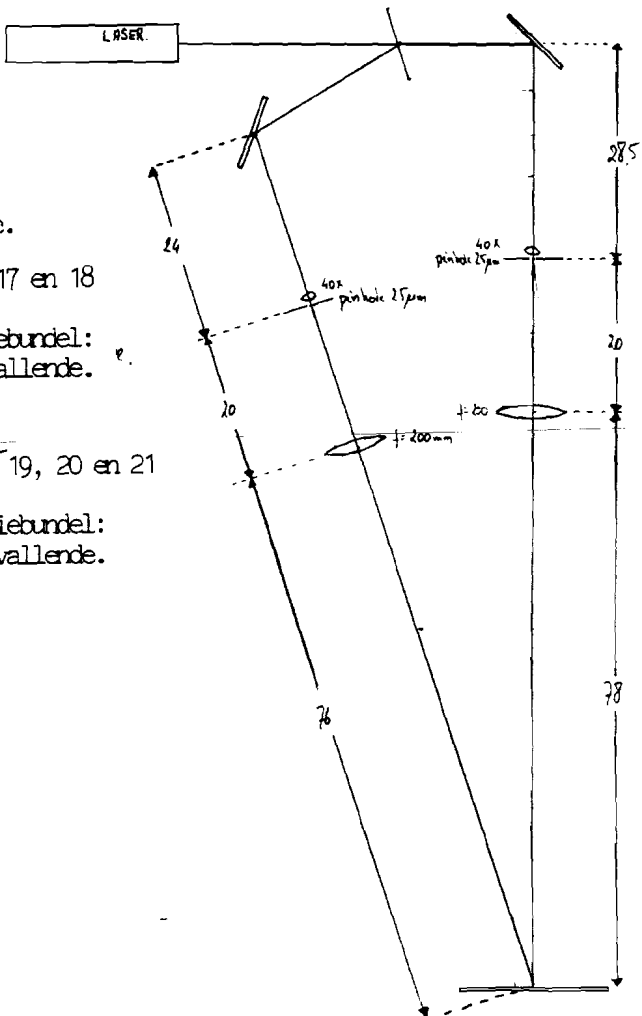 LASER.
28,5
e.
24
40x
pinhole 25µm
40x
pinhole 25µm
17 en 18
20
ebundel:
allende.
20
f=200mm
19, 20 en 21
iebundel:
vallende.
78
76